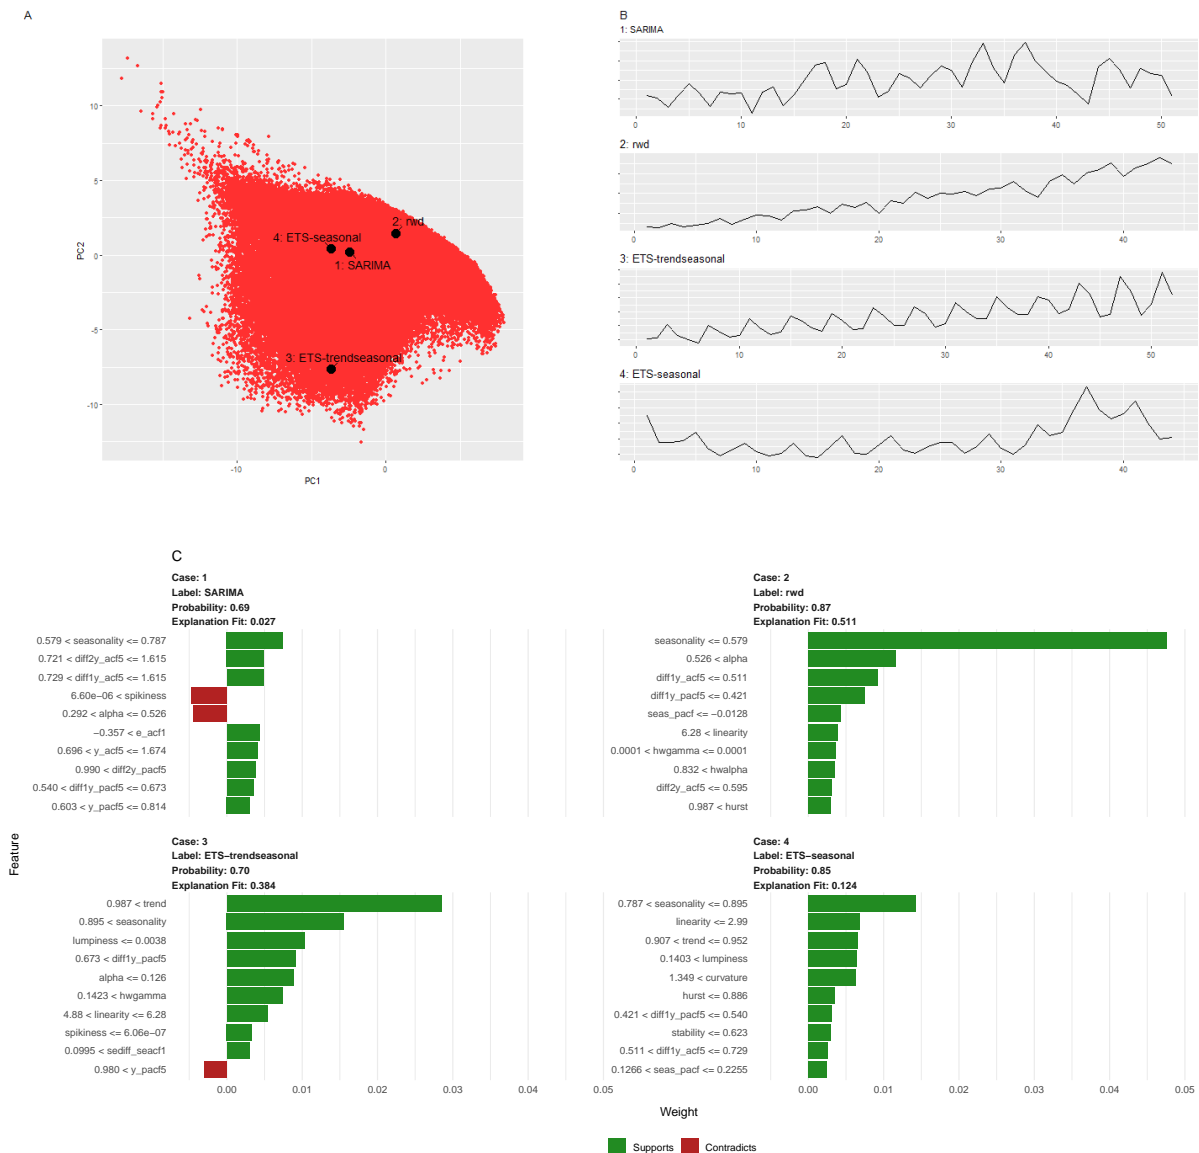 A
10
5
0
-5
-10
PC2
2: rwd
4: ETS-seasonal
1: SARIMA
3: ETS-trendseasonal
-10
0
PC1
B
1: SARIMA
0
10
20
30
40
50
2: rwd
0
10
20
30
40
3: ETS-trendseasonal
0
10
20
30
40
50
4: ETS-seasonal
0
10
20
30
40
C
Case: 1
Label: SARIMA
Probability: 0.69
Explanation Fit: 0.027
0.579 < seasonality <= 0.787
0.721 < diff2y_acf5 <= 1.615
0.729 < diff1y_acf5 <= 1.615
6.60e−06 < spikiness
0.292 < alpha <= 0.526
−0.357 < e_acf1
0.696 < y_acf5 <= 1.674
0.990 < diff2y_pacf5
0.540 < diff1y_pacf5 <= 0.673
0.603 < y_pacf5 <= 0.814
Case: 2
Label: rwd
Probability: 0.87
Explanation Fit: 0.511
seasonality <= 0.579
0.526 < alpha
diff1y_acf5 <= 0.511
diff1y_pacf5 <= 0.421
seas_pacf <= −0.0128
6.28 < linearity
0.0001 < hwgamma <= 0.0001
0.832 < hwalpha
diff2y_acf5 <= 0.595
0.987 < hurst
Feature
Case: 3
Label: ETS−trendseasonal
Probability: 0.70
Explanation Fit: 0.384
0.987 < trend
0.895 < seasonality
lumpiness <= 0.0038
0.673 < diff1y_pacf5
alpha <= 0.126
0.1423 < hwgamma
4.88 < linearity <= 6.28
spikiness <= 6.06e−07
0.0995 < sediff_seacf1
0.980 < y_pacf5
0.00
0.01
0.02
0.03
0.04
0.05
Case: 4
Label: ETS−seasonal
Probability: 0.85
Explanation Fit: 0.124
0.787 < seasonality <= 0.895
linearity <= 2.99
0.907 < trend <= 0.952
0.1403 < lumpiness
1.349 < curvature
hurst <= 0.886
0.421 < diff1y_pacf5 <= 0.540
stability <= 0.623
0.511 < diff1y_acf5 <= 0.729
0.1266 < seas_pacf <= 0.2255
0.00
0.01
0.02
0.03
0.04
0.05
Weight
Supports
Contradicts